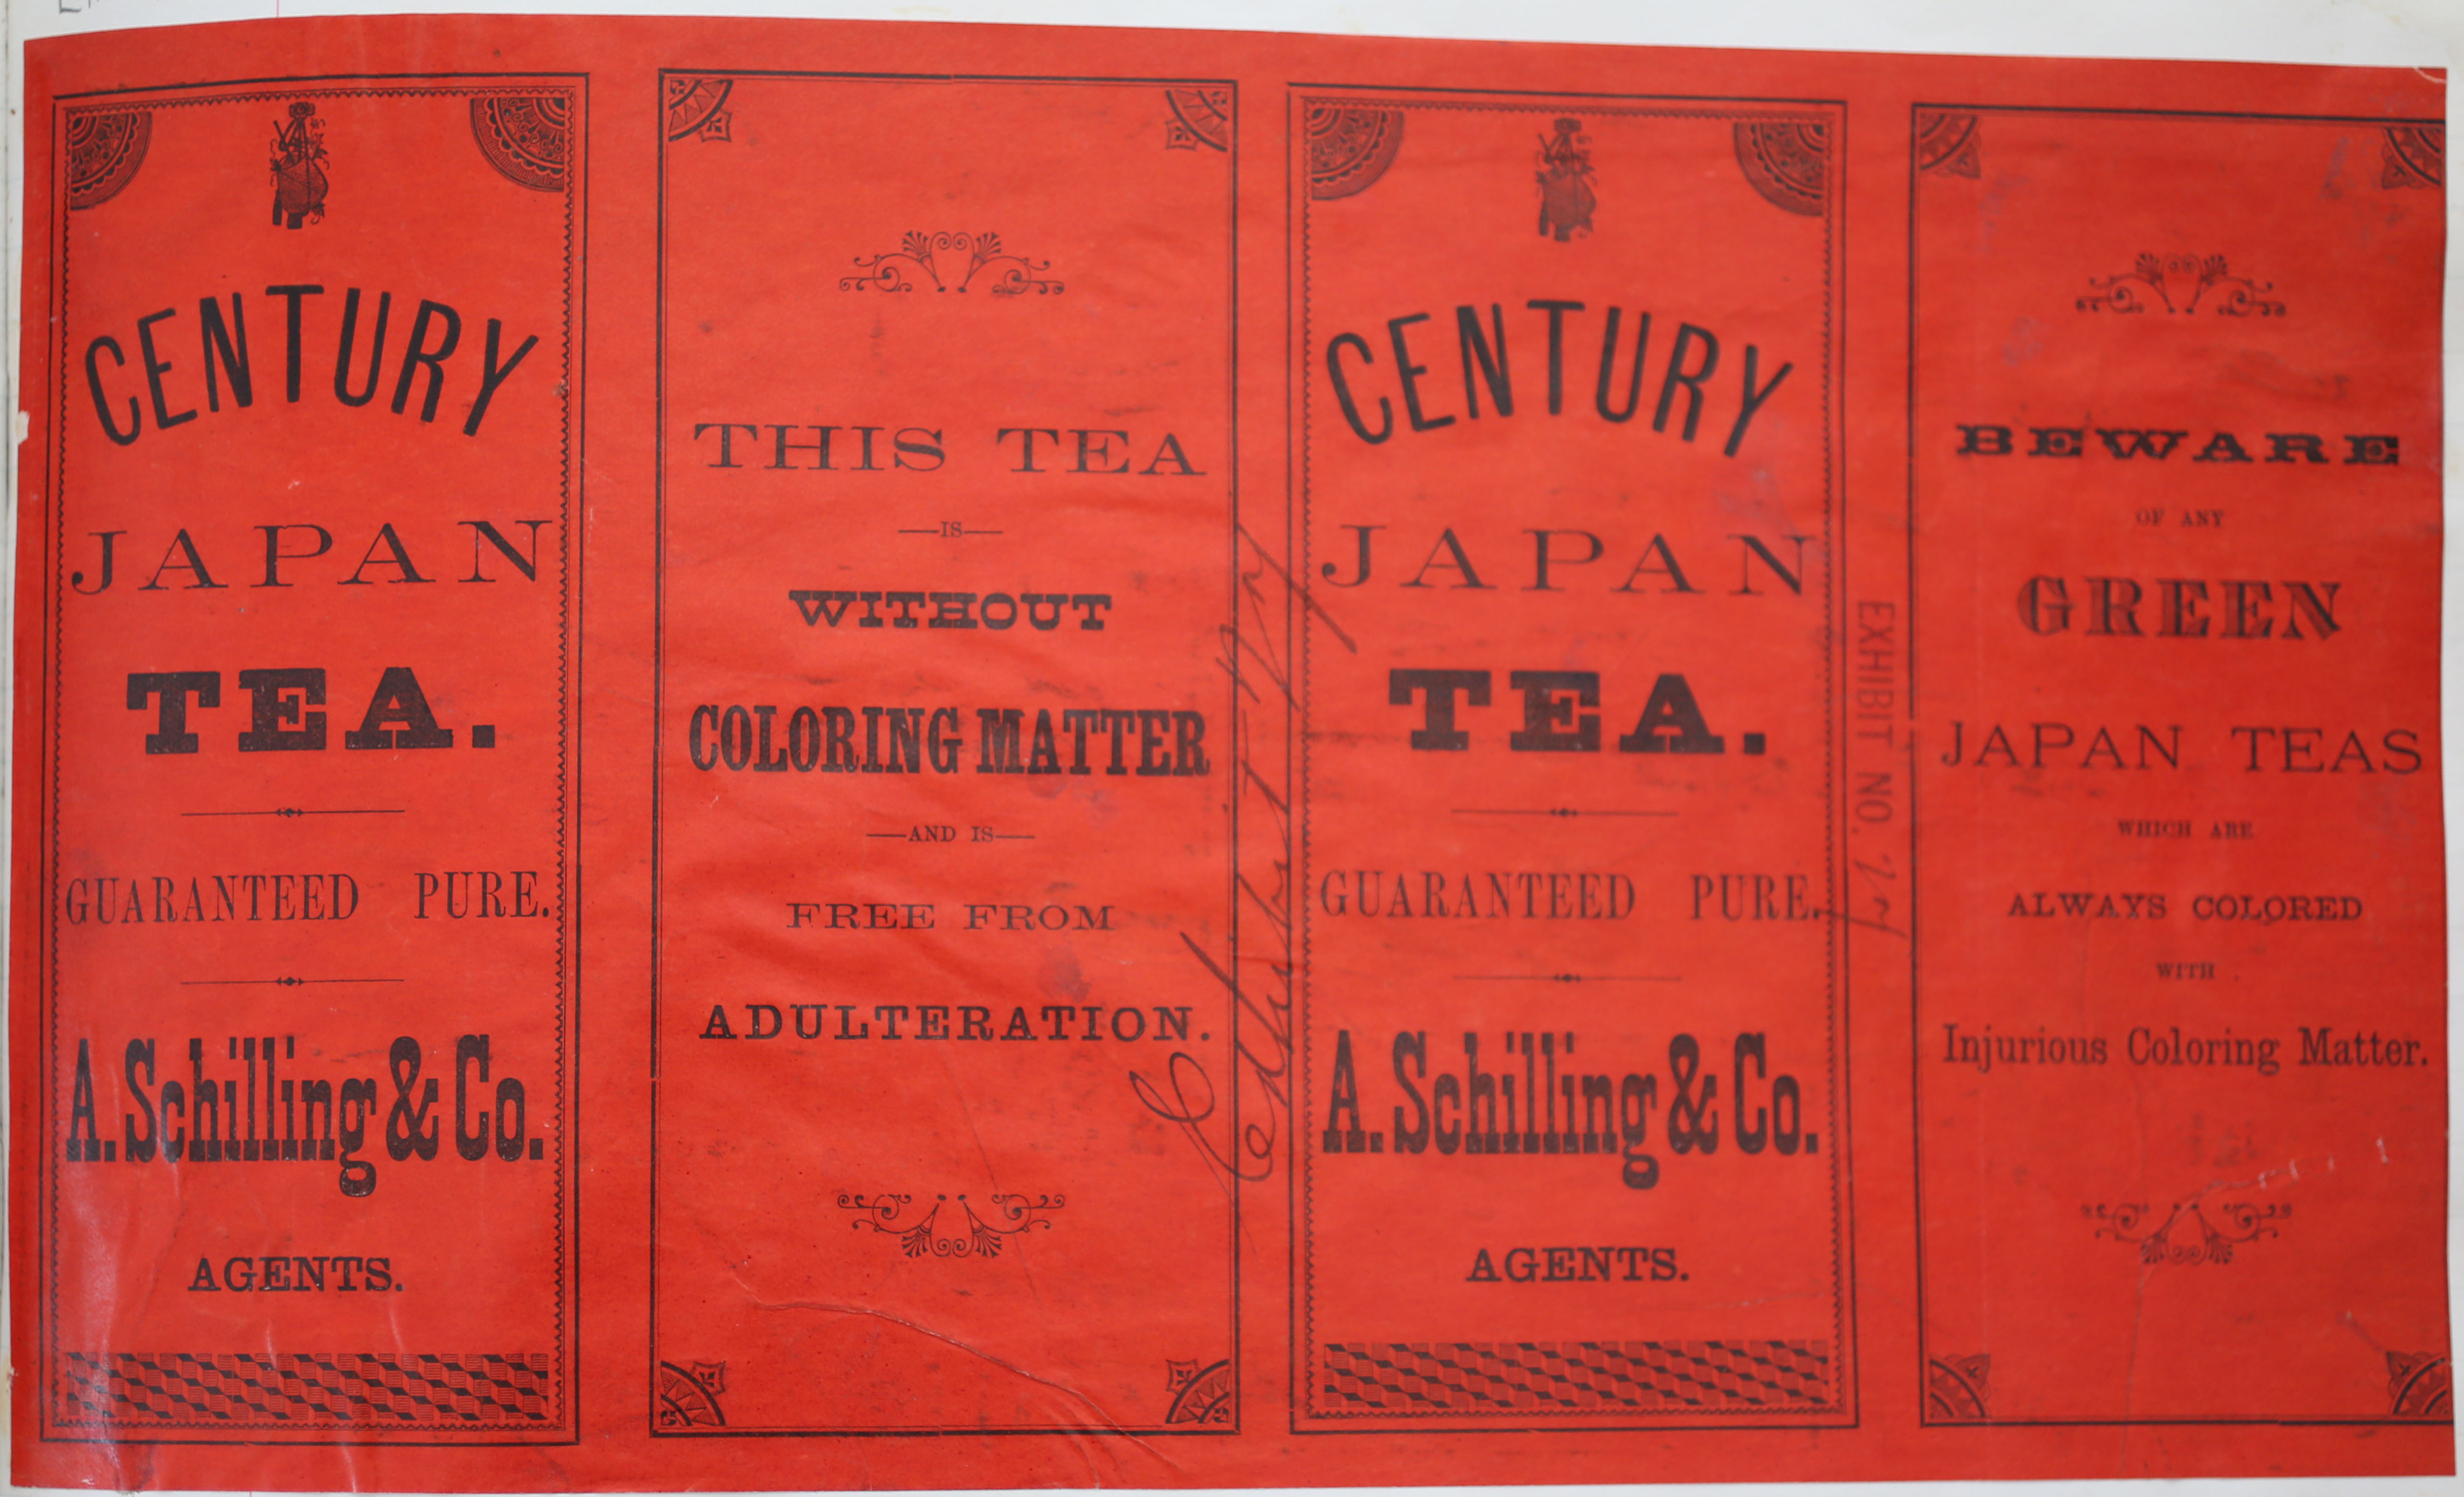 CENTURY
JAPAN
TEA.
GUARANTEED PURE.
A. Schilling & Co.
AGENTS.
THIS TEA
—IS—
WITHOUT
COLORING MATTER
—AND IS—
FREE FROM
ADULTERATION.
Exhibit
CENTURY
JAPAN
TEA.
GUARANTEED PURE.
A. Schilling & Co.
AGENTS.
EXHIBIT NO.
BEWARE
OF ANY
GREEN
JAPAN TEAS
WHICH ARE
ALWAYS COLORED
WITH
Injurious Coloring Matter.